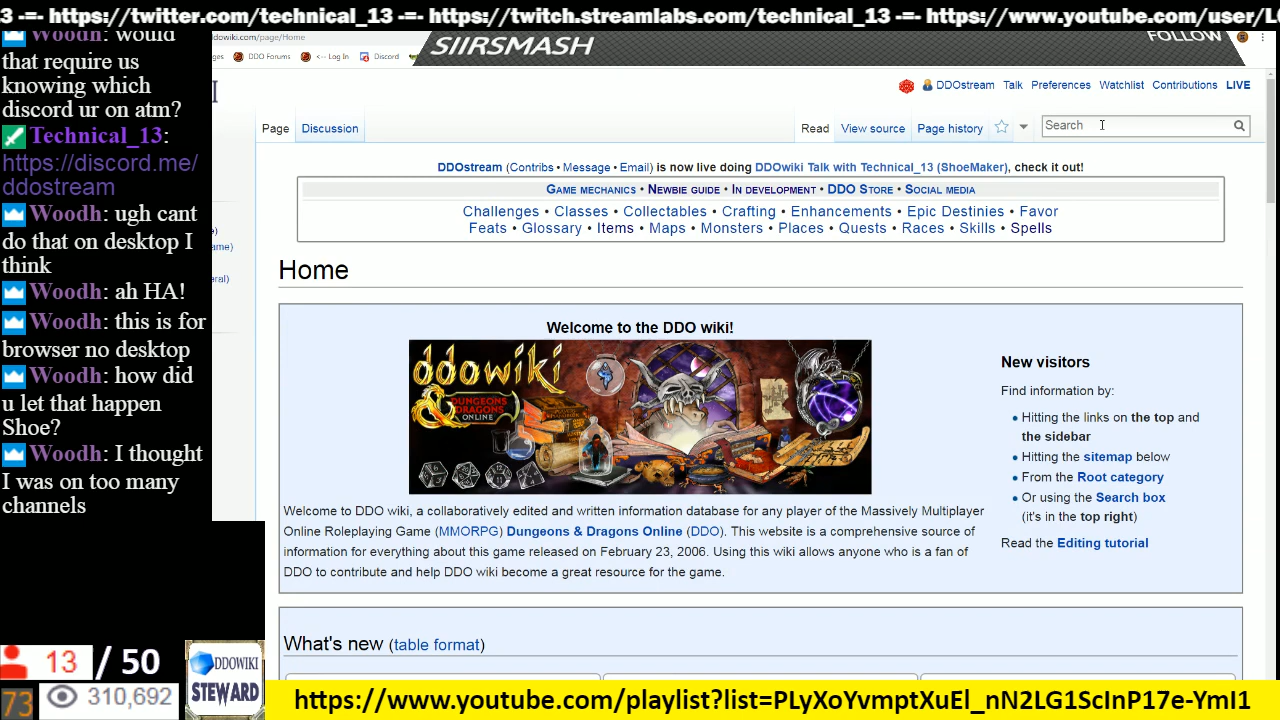 3 -=- https://twitter.com/technical_13 -=- https://twitch.streamlabs.com/technical_13 -=- https://www.youtube.com/user/L
Woodh: would
that require us
knowing which
discord ur on atm?
Technical_13:
https://discord.me/
ddostream
Woodh: ugh cant
do that on desktop I
think
Woodh: ah HA!
Woodh: this is for
browser no desktop
Woodh: how did
u let that happen
Shoe?
Woodh: I thought
I was on too many
channels
13 / 50
73 310,692
DDOWIKI
STEWARD
dowiki.com/page/Home
DDO Forums <-- Log In Discord
SIIRSMASH
FOLLOW
DDOstream Talk Preferences Watchlist Contributions LIVE
Page Discussion Read View source Page history Search
DDOstream (Contribs • Message • Email) is now live doing DDOwiki Talk with Technical_13 (ShoeMaker), check it out!
Game mechanics • Newbie guide • In development • DDO Store • Social media
Challenges • Classes • Collectables • Crafting • Enhancements • Epic Destinies • Favor
Feats • Glossary • Items • Maps • Monsters • Places • Quests • Races • Skills • Spells
Home
Welcome to the DDO wiki!
ddowiki
DUNGEONS & DRAGONS
ONLINE
Welcome to DDO wiki, a collaboratively edited and written information database for any player of the Massively Multiplayer
Online Roleplaying Game (MMORPG) Dungeons & Dragons Online (DDO). This website is a comprehensive source of
information for everything about this game released on February 23, 2006. Using this wiki allows anyone who is a fan of
DDO to contribute and help DDO wiki become a great resource for the game.
New visitors
Find information by:
• Hitting the links on the top and
the sidebar
• Hitting the sitemap below
• From the Root category
• Or using the Search box
(it's in the top right)
Read the Editing tutorial
What's new (table format)
https://www.youtube.com/playlist?list=PLyXoYvmptXuEl_nN2LG1ScInP17e-YmI1